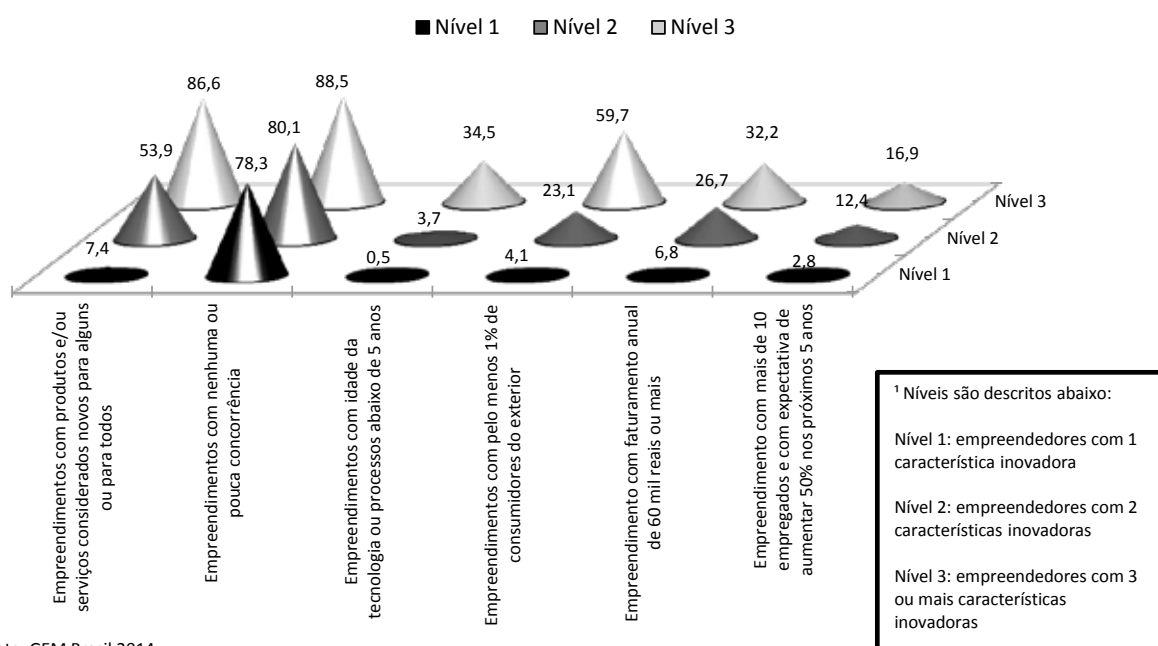 Nível 1 Nível 2 Nível 3
86,6
88,5
34,5
59,7
32,2
16,9
53,9
80,1
3,7
23,1
26,7
12,4
7,4
78,3
0,5
4,1
6,8
2,8
Nível 3
Nível 2
Nível 1
Empreendimentos com produtos e/ou
serviços considerados novos para alguns
ou para todos
Empreendimentos com nenhuma ou
pouca concorrência
Empreendimentos com idade da
tecnologia ou processos abaixo de 5 anos
Empreendimentos com pelo menos 1% de
consumidores do exterior
Empreendimento com faturamento anual
de 60 mil reais ou mais
Empreendimento com mais de 10
empregados e com expectativa de
aumentar 50% nos próximos 5 anos
¹ Níveis são descritos abaixo:
Nível 1: empreendedores com 1
característica inovadora
Nível 2: empreendedores com 2
características inovadoras
Nível 3: empreendedores com 3
ou mais características
inovadoras
GEM Brasil 2014